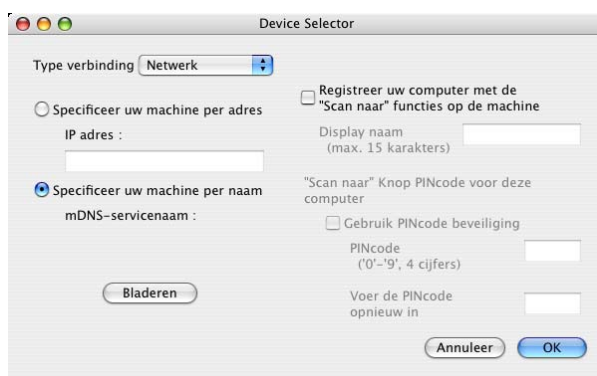 Device Selector
Type verbinding Netwerk
Specificeer uw machine per adres
IP adres :
Specificeer uw machine per naam
mDNS-servicenaam :
Bladeren
Registreer uw computer met de
"Scan naar" functies op de machine
Display naam
(max. 15 karakters)
"Scan naar" Knop PINcode voor deze
computer
Gebruik PINcode beveiliging
PINcode
('0'-'9', 4 cijfers)
Voer de PINcode
opnieuw in
Annuleer
OK